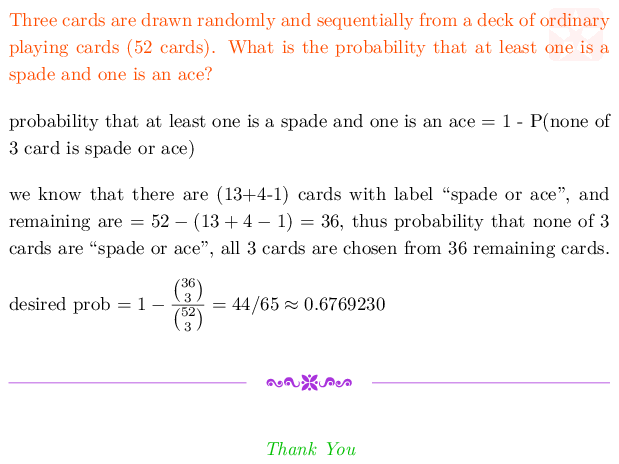 Three cards are drawn randomly and sequentially from a deck of ordinary
playing cards (52 cards). What is the probability that at least one is a
spade and one is an ace?
probability that at least one is a spade and one is an ace = 1 - P(none of
3 card is spade or ace)
we know that there are (13+4-1) cards with label “spade or ace”, and
remaining are = 52 − (13 + 4 − 1) = 36, thus probability that none of 3
cards are “spade or ace”, all 3 cards are chosen from 36 remaining cards.
desired prob = 1 − \frac{\binom{36}{3}}{\binom{52}{3}} = 44/65 ≈ 0.6769230
Thank You